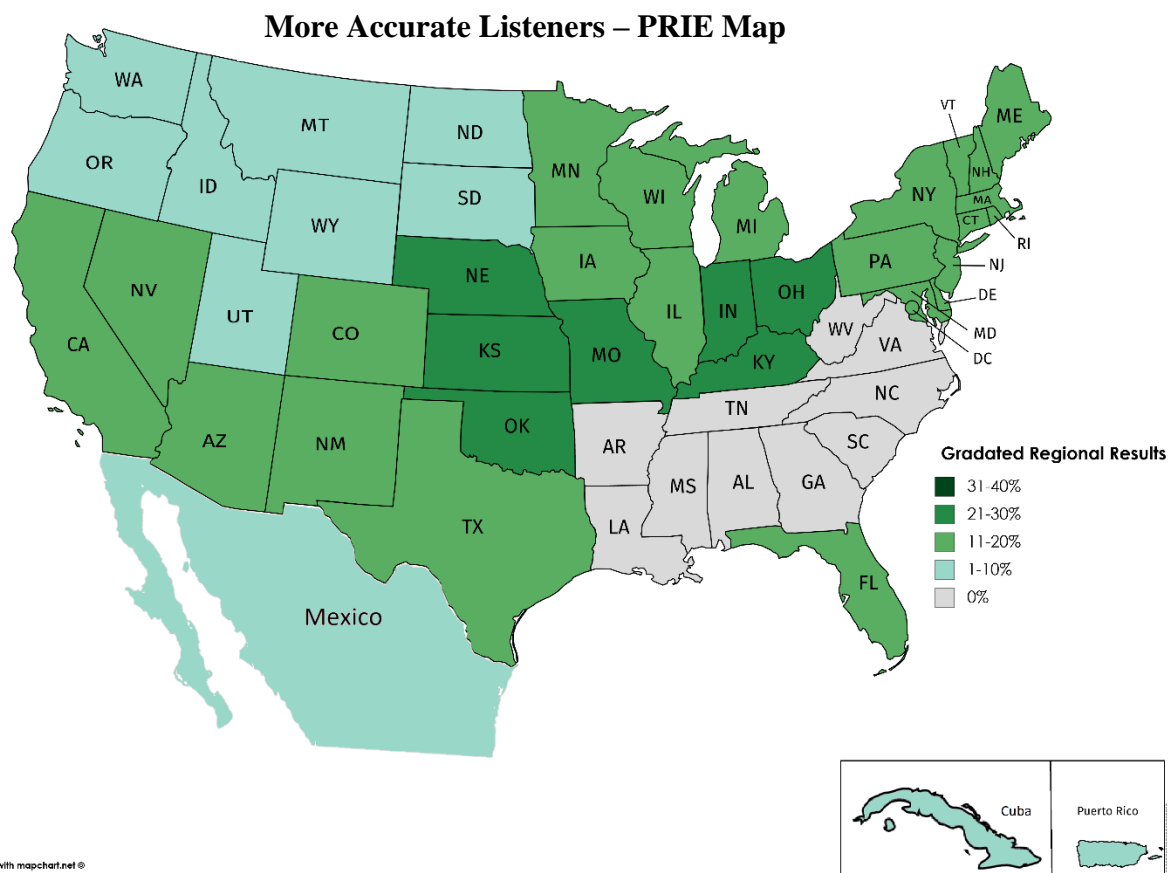 More Accurate Listeners – PRIE Map
WA
MT
ND
MN
VT
ME
OR
ID
SD
WI
NY
NH
MA
WY
MI
CT
RI
NE
IA
PA
NJ
NV
UT
CO
IL
IN
OH
DE
CA
KS
MO
WV
VA
MD
DC
KY
AZ
NM
OK
AR
TN
NC
SC
TX
LA
MS
AL
GA
Gradated Regional Results
31-40%
21-30%
11-20%
1-10%
0%
FL
Mexico
Cuba
Puerto Rico
with mapchart.net ©